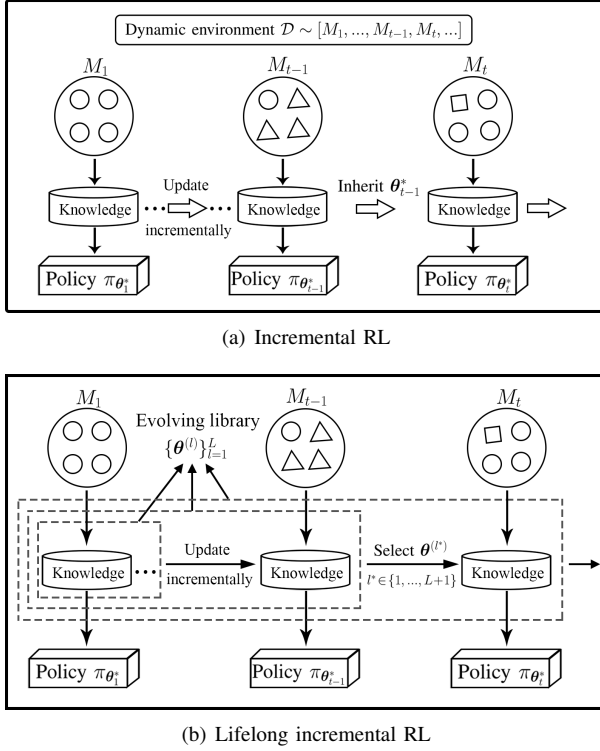 Dynamic environment 𝒟 ∼ [M_1, ..., M_{t−1}, M_t, ...]
M_1 M_{t−1} M_t
Update
Inherit θ*_{t−1}
Knowledge ... ... Knowledge Knowledge
incrementally
Policy π_{θ*_1} Policy π_{θ*_{t−1}} Policy π_{θ*_t}
(a) Incremental RL
M_1 M_{t−1} M_t
Evolving library
{θ^{(l)}}^L_{l=1}
Update
Select θ^{(l*)}
Knowledge ... Knowledge Knowledge
incrementally
l*∈{1, ..., L+1}
Policy π_{θ*_1} Policy π_{θ*_{t−1}} Policy π_{θ*_t}
(b) Lifelong incremental RL